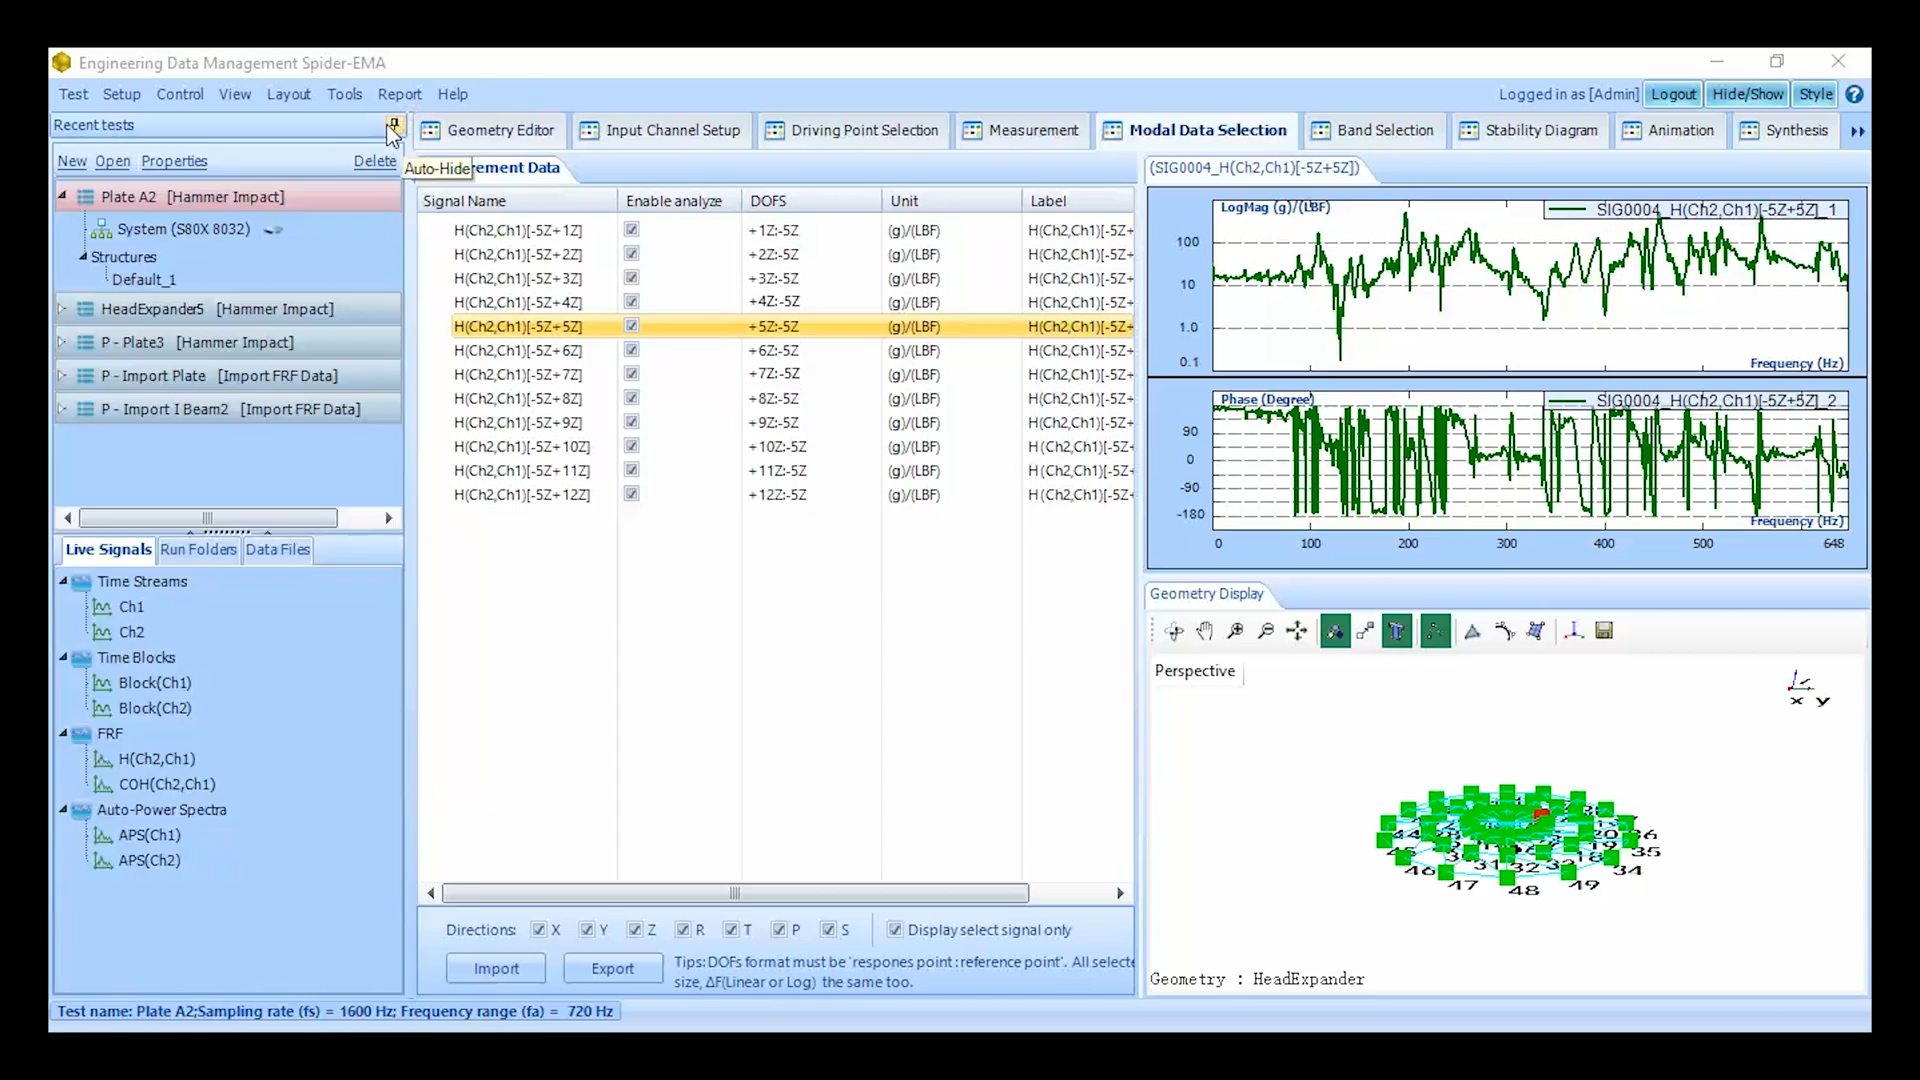 Engineering Data Management Spider-EMA
Test Setup Control View Layout Tools Report Help
Logged in as [Admin] Logout Hide/Show Style
Recent tests
New Open Properties Delete
Plate A2 [Hammer Impact]
System (S80X 8032)
Structures
Default_1
HeadExpander5 [Hammer Impact]
P - Plate3 [Hammer Impact]
P - Import Plate [Import FRF Data]
P - Import I Beam2 [Import FRF Data]
Live Signals Run Folders Data Files
Time Streams
Ch1
Ch2
Time Blocks
Block(Ch1)
Block(Ch2)
FRF
H(Ch2,Ch1)
COH(Ch2,Ch1)
Auto-Power Spectra
APS(Ch1)
APS(Ch2)
Geometry Editor Input Channel Setup Driving Point Selection Measurement Modal Data Selection Band Selection Stability Diagram Animation Synthesis
Auto-Hide
rement Data
Signal Name Enable analyze DOFS Unit Label
H(Ch2,Ch1)[-5Z+1Z] +1Z:-5Z (g)/(LBF) H(Ch2,Ch1)[-5Z+
H(Ch2,Ch1)[-5Z+2Z] +2Z:-5Z (g)/(LBF) H(Ch2,Ch1)[-5Z+
H(Ch2,Ch1)[-5Z+3Z] +3Z:-5Z (g)/(LBF) H(Ch2,Ch1)[-5Z+
H(Ch2,Ch1)[-5Z+4Z] +4Z:-5Z (g)/(LBF) H(Ch2,Ch1)[-5Z+
H(Ch2,Ch1)[-5Z+5Z] +5Z:-5Z (g)/(LBF) H(Ch2,Ch1)[-5Z+
H(Ch2,Ch1)[-5Z+6Z] +6Z:-5Z (g)/(LBF) H(Ch2,Ch1)[-5Z+
H(Ch2,Ch1)[-5Z+7Z] +7Z:-5Z (g)/(LBF) H(Ch2,Ch1)[-5Z+
H(Ch2,Ch1)[-5Z+8Z] +8Z:-5Z (g)/(LBF) H(Ch2,Ch1)[-5Z+
H(Ch2,Ch1)[-5Z+9Z] +9Z:-5Z (g)/(LBF) H(Ch2,Ch1)[-5Z+
H(Ch2,Ch1)[-5Z+10Z] +10Z:-5Z (g)/(LBF) H(Ch2,Ch1)[-5Z+
H(Ch2,Ch1)[-5Z+11Z] +11Z:-5Z (g)/(LBF) H(Ch2,Ch1)[-5Z+
H(Ch2,Ch1)[-5Z+12Z] +12Z:-5Z (g)/(LBF) H(Ch2,Ch1)[-5Z+
Directions: X Y Z R T P S Display select signal only
Import Export
Tips: DOFs format must be 'respones point : reference point'. All selecte
size, ΔF(Linear or Log) the same too.
(SIG0004_H(Ch2,Ch1)[-5Z+5Z])
LogMag (g)/(LBF) SIG0004_H(Ch2,Ch1)[-5Z+5Z]_1
100
10
1.0
0.1
Frequency (Hz)
Phase (Degree) SIG0004_H(Ch2,Ch1)[-5Z+5Z]_2
90
0
-90
-180
Frequency (Hz)
0 100 200 300 400 500 648
Geometry Display
Perspective
X Y
36
35
34
31 32
46 47 48 49
Geometry : HeadExpander
Test name: Plate A2;Sampling rate (fs) = 1600 Hz; Frequency range (fa) = 720 Hz